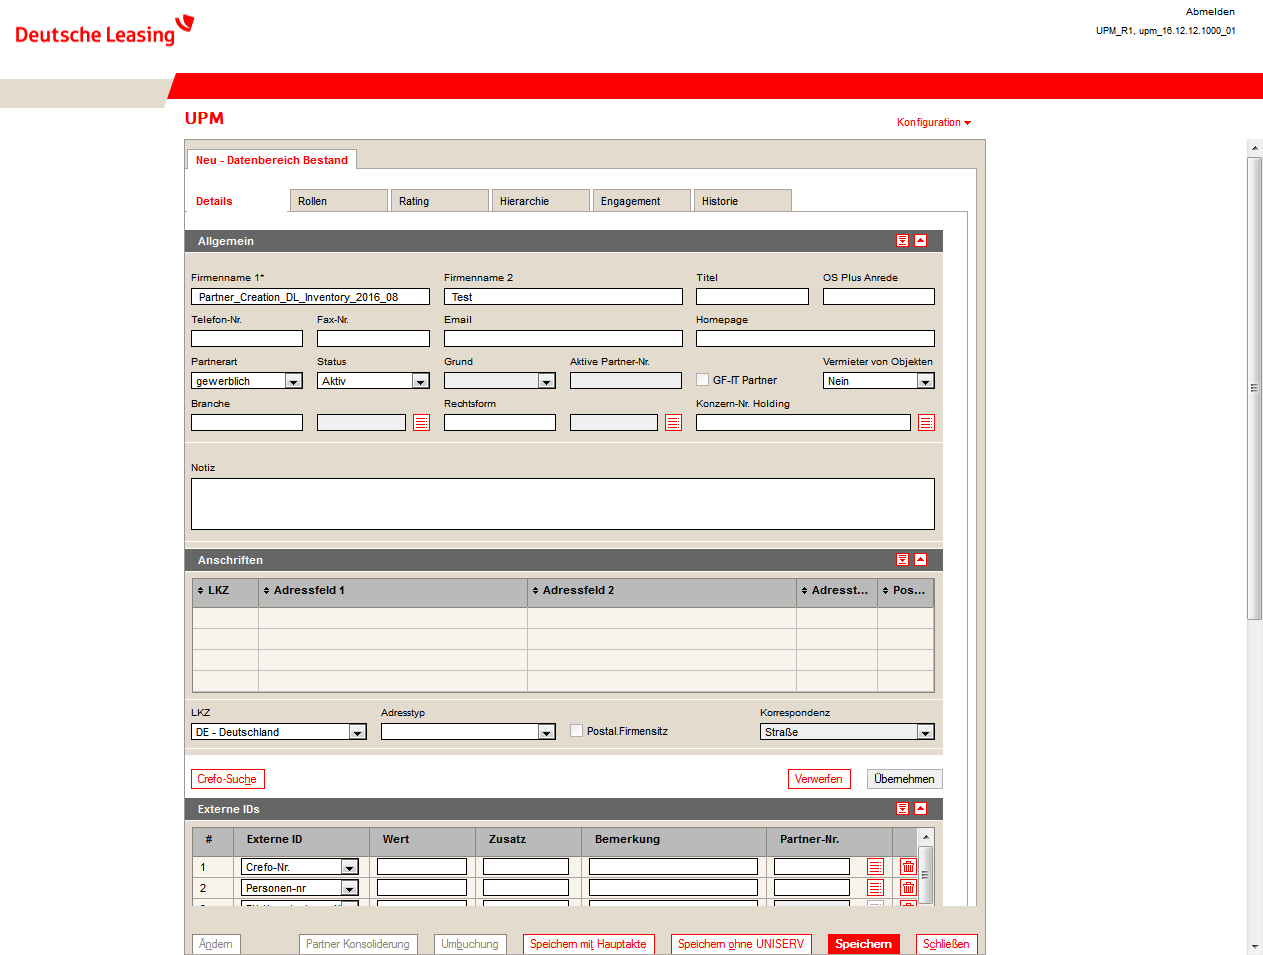 Abmelden
Deutsche Leasing
UPM_R1, upm_16.12.12.1000_01
UPM
Konfiguration
Neu - Datenbereich Bestand
Details Rollen Rating Hierarchie Engagement Historie
Allgemein
Firmenname 1* Firmenname 2 Titel OS Plus Anrede
Partner_Creation_DL_Inventory_2016_08 Test
Telefon-Nr. Fax-Nr. Email Homepage
Partnerart Status Grund Aktive Partner-Nr. Vermieter von Objekten
gewerblich Aktiv GF-IT Partner Nein
Branche Rechtsform Konzern-Nr. Holding
Notiz
Anschriften
LKZ Adressfeld 1 Adressfeld 2 Adresst... Pos...
LKZ Adresstyp Korrespondenz
DE - Deutschland Postal.Firmensitz Straße
Crefo-Suche Verwerfen Übernehmen
Externe IDs
# Externe ID Wert Zusatz Bemerkung Partner-Nr.
1 Crefo-Nr.
2 Personen-nr
Ändern Partner Konsolidierung Umbuchung Speichern mit Hauptakte Speichern ohne UNISERV Speichern Schließen